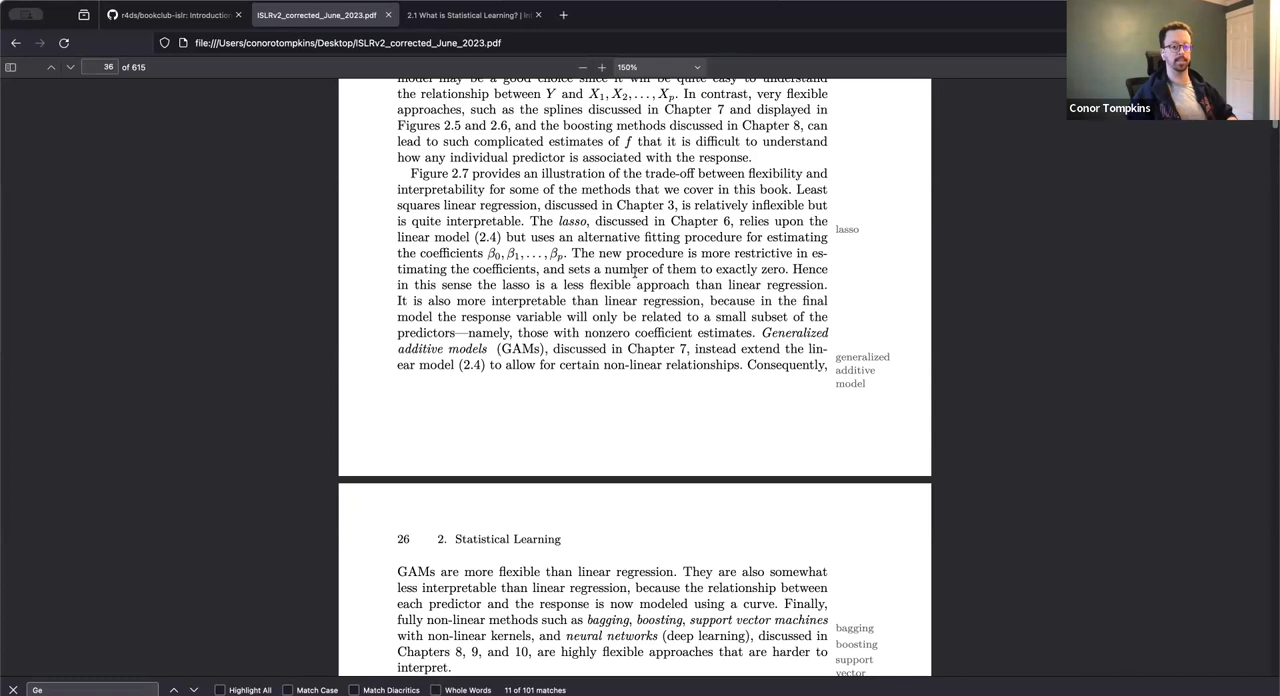 r4ds/bookclub-islr: Introduction
ISLRv2_corrected_June_2023.pdf
2.1 What is Statistical Learning? | In
file:///Users/conorotompkins/Desktop/ISLRv2_corrected_June_2023.pdf
36 of 615
150%
Conor Tompkins
model may be a good choice since it will be quite easy to understand
the relationship between Y and X1, X2, . . . , Xp. In contrast, very flexible
approaches, such as the splines discussed in Chapter 7 and displayed in
Figures 2.5 and 2.6, and the boosting methods discussed in Chapter 8, can
lead to such complicated estimates of f that it is difficult to understand
how any individual predictor is associated with the response.
Figure 2.7 provides an illustration of the trade-off between flexibility and
interpretability for some of the methods that we cover in this book. Least
squares linear regression, discussed in Chapter 3, is relatively inflexible but
is quite interpretable. The lasso, discussed in Chapter 6, relies upon the
lasso
linear model (2.4) but uses an alternative fitting procedure for estimating
the coefficients β0, β1, . . . , βp. The new procedure is more restrictive in es-
timating the coefficients, and sets a number of them to exactly zero. Hence
in this sense the lasso is a less flexible approach than linear regression.
It is also more interpretable than linear regression, because in the final
model the response variable will only be related to a small subset of the
predictors—namely, those with nonzero coefficient estimates. Generalized
additive models (GAMs), discussed in Chapter 7, instead extend the lin-
ear model (2.4) to allow for certain non-linear relationships. Consequently,
generalized
additive
model
26 2. Statistical Learning
GAMs are more flexible than linear regression. They are also somewhat
less interpretable than linear regression, because the relationship between
each predictor and the response is now modeled using a curve. Finally,
fully non-linear methods such as bagging, boosting, support vector machines
with non-linear kernels, and neural networks (deep learning), discussed in
Chapters 8, 9, and 10, are highly flexible approaches that are harder to
interpret.
bagging
boosting
support
vector
Ge
Highlight All
Match Case
Match Diacritics
Whole Words
11 of 101 matches